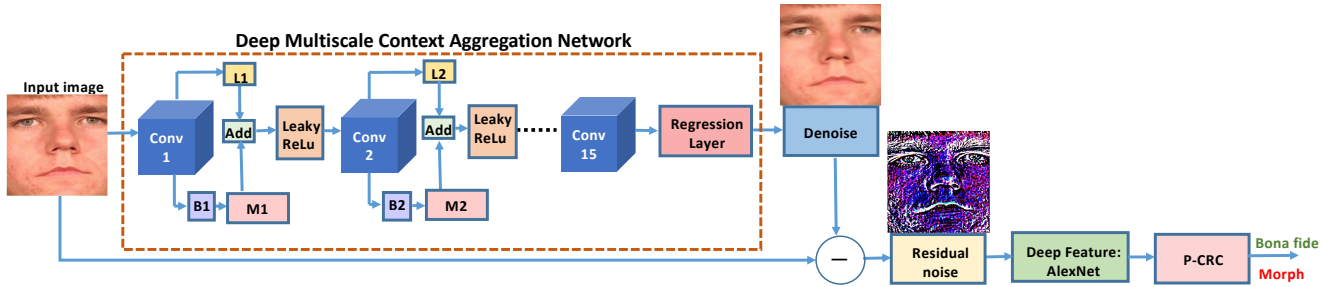 Deep Multiscale Context Aggregation Network
Input image
L1
L2
Conv
1
Add
Leaky
ReLu
Conv
2
Add
Leaky
ReLU
Conv
15
Regression
Layer
Denoise
B1
M1
B2
M2
—
Residual
noise
Deep Feature:
AlexNet
P-CRC
Bona fide
Morph